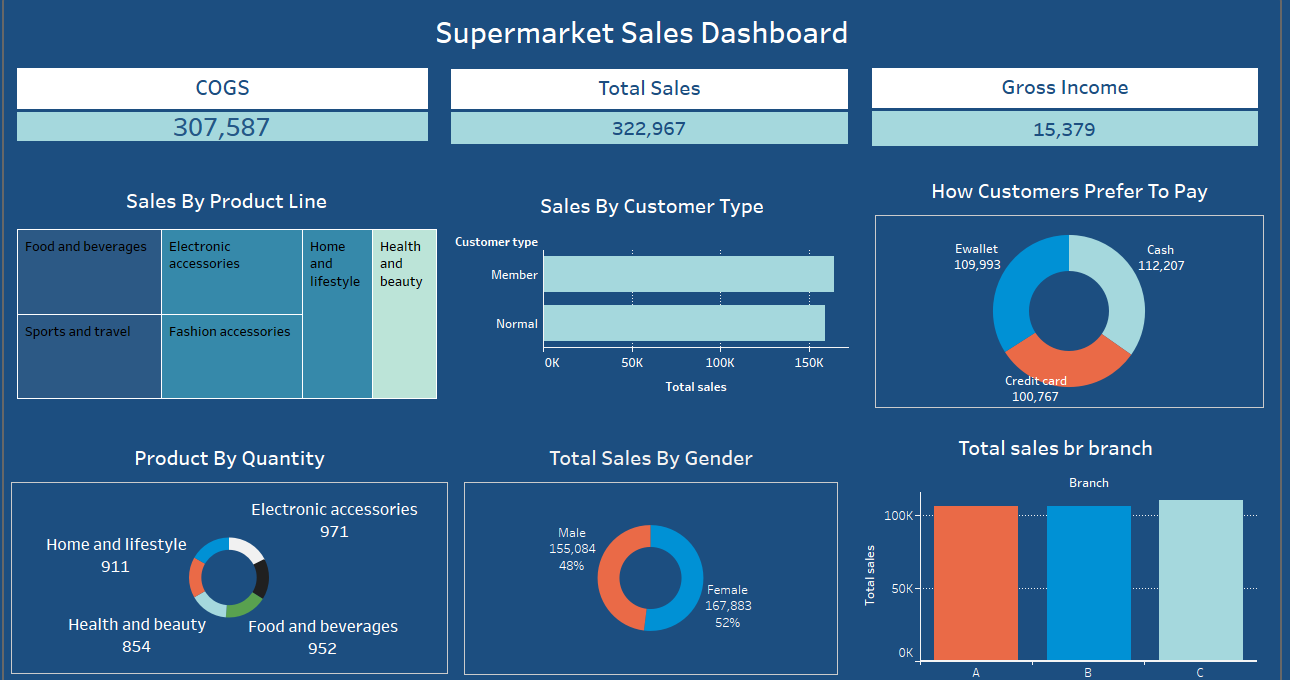 Supermarket Sales Dashboard
COGS
307,587
Total Sales
322,967
Gross Income
15,379
Sales By Product Line
Food and beverages
Electronic
accessories
Home
and
lifestyle
Health
and
beauty
Sports and travel
Fashion accessories
Sales By Customer Type
Customer type
Member
Normal
0K
50K
100K
150K
Total sales
How Customers Prefer To Pay
Ewallet
109,993
Cash
112,207
Credit card
100,767
Product By Quantity
Electronic accessories
971
Home and lifestyle
911
Health and beauty
854
Food and beverages
952
Total Sales By Gender
Male
155,084
48%
Female
167,883
52%
Total sales br branch
Branch
Total sales
100K
50K
0K
A
B
C